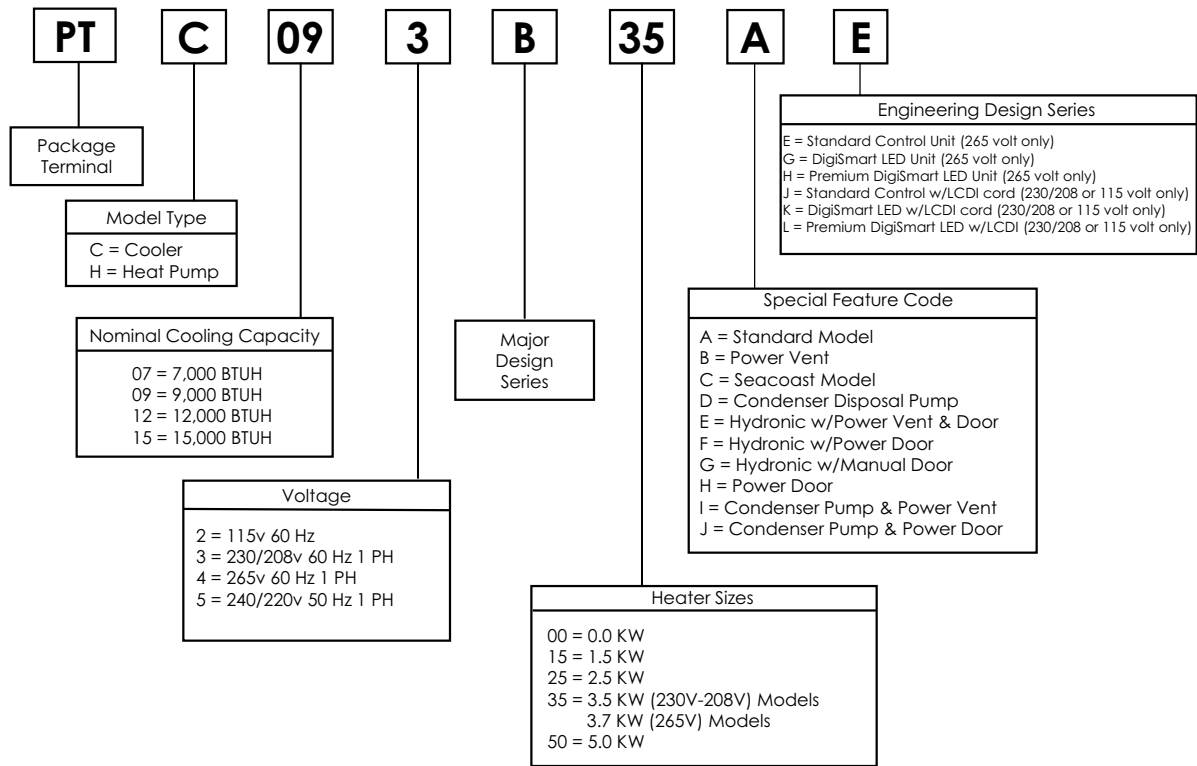 PT C 09 3 B 35 A E
Package
Terminal
Model Type
C = Cooler
H = Heat Pump
Nominal Cooling Capacity
07 = 7,000 BTUH
09 = 9,000 BTUH
12 = 12,000 BTUH
15 = 15,000 BTUH
Voltage
2 = 115v 60 Hz
3 = 230/208v 60 Hz 1 PH
4 = 265v 60 Hz 1 PH
5 = 240/220v 50 Hz 1 PH
Major
Design
Series
Heater Sizes
00 = 0.0 KW
15 = 1.5 KW
25 = 2.5 KW
35 = 3.5 KW (230V-208V) Models
3.7 KW (265V) Models
50 = 5.0 KW
Special Feature Code
A = Standard Model
B = Power Vent
C = Seacoast Model
D = Condenser Disposal Pump
E = Hydronic w/Power Vent & Door
F = Hydronic w/Power Door
G = Hydronic w/Manual Door
H = Power Door
I = Condenser Pump & Power Vent
J = Condenser Pump & Power Door
Engineering Design Series
E = Standard Control Unit (265 volt only)
G = DigiSmart LED Unit (265 volt only)
H = Premium DigiSmart LED Unit (265 volt only)
J = Standard Control w/LCDI cord (230/208 or 115 volt only)
K = DigiSmart LED w/LCDI cord (230/208 or 115 volt only)
L = Premium DigiSmart LED w/LCDI (230/208 or 115 volt only)